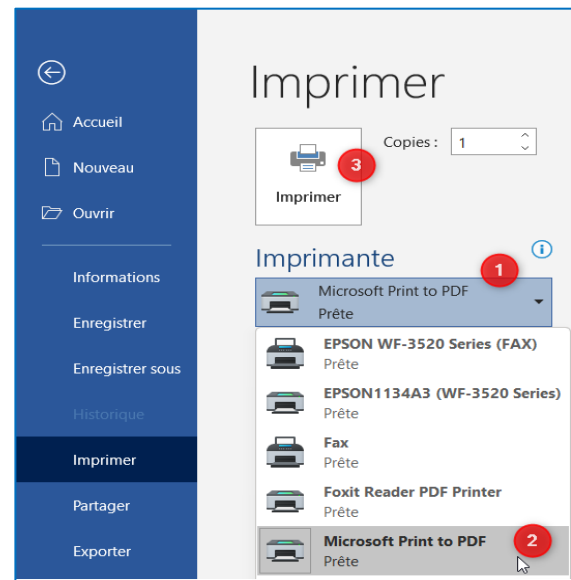 Imprimer
Accueil
Nouveau
Ouvrir
Informations
Enregistrer
Enregistrer sous
Historique
Imprimer
Partager
Exporter
Copies : 1
3
Imprimer
Imprimante
1
Microsoft Print to PDF
Prête
EPSON WF-3520 Series (FAX)
Prête
EPSON1134A3 (WF-3520 Series)
Prête
Fax
Prête
Foxit Reader PDF Printer
Prête
Microsoft Print to PDF
2
Prête